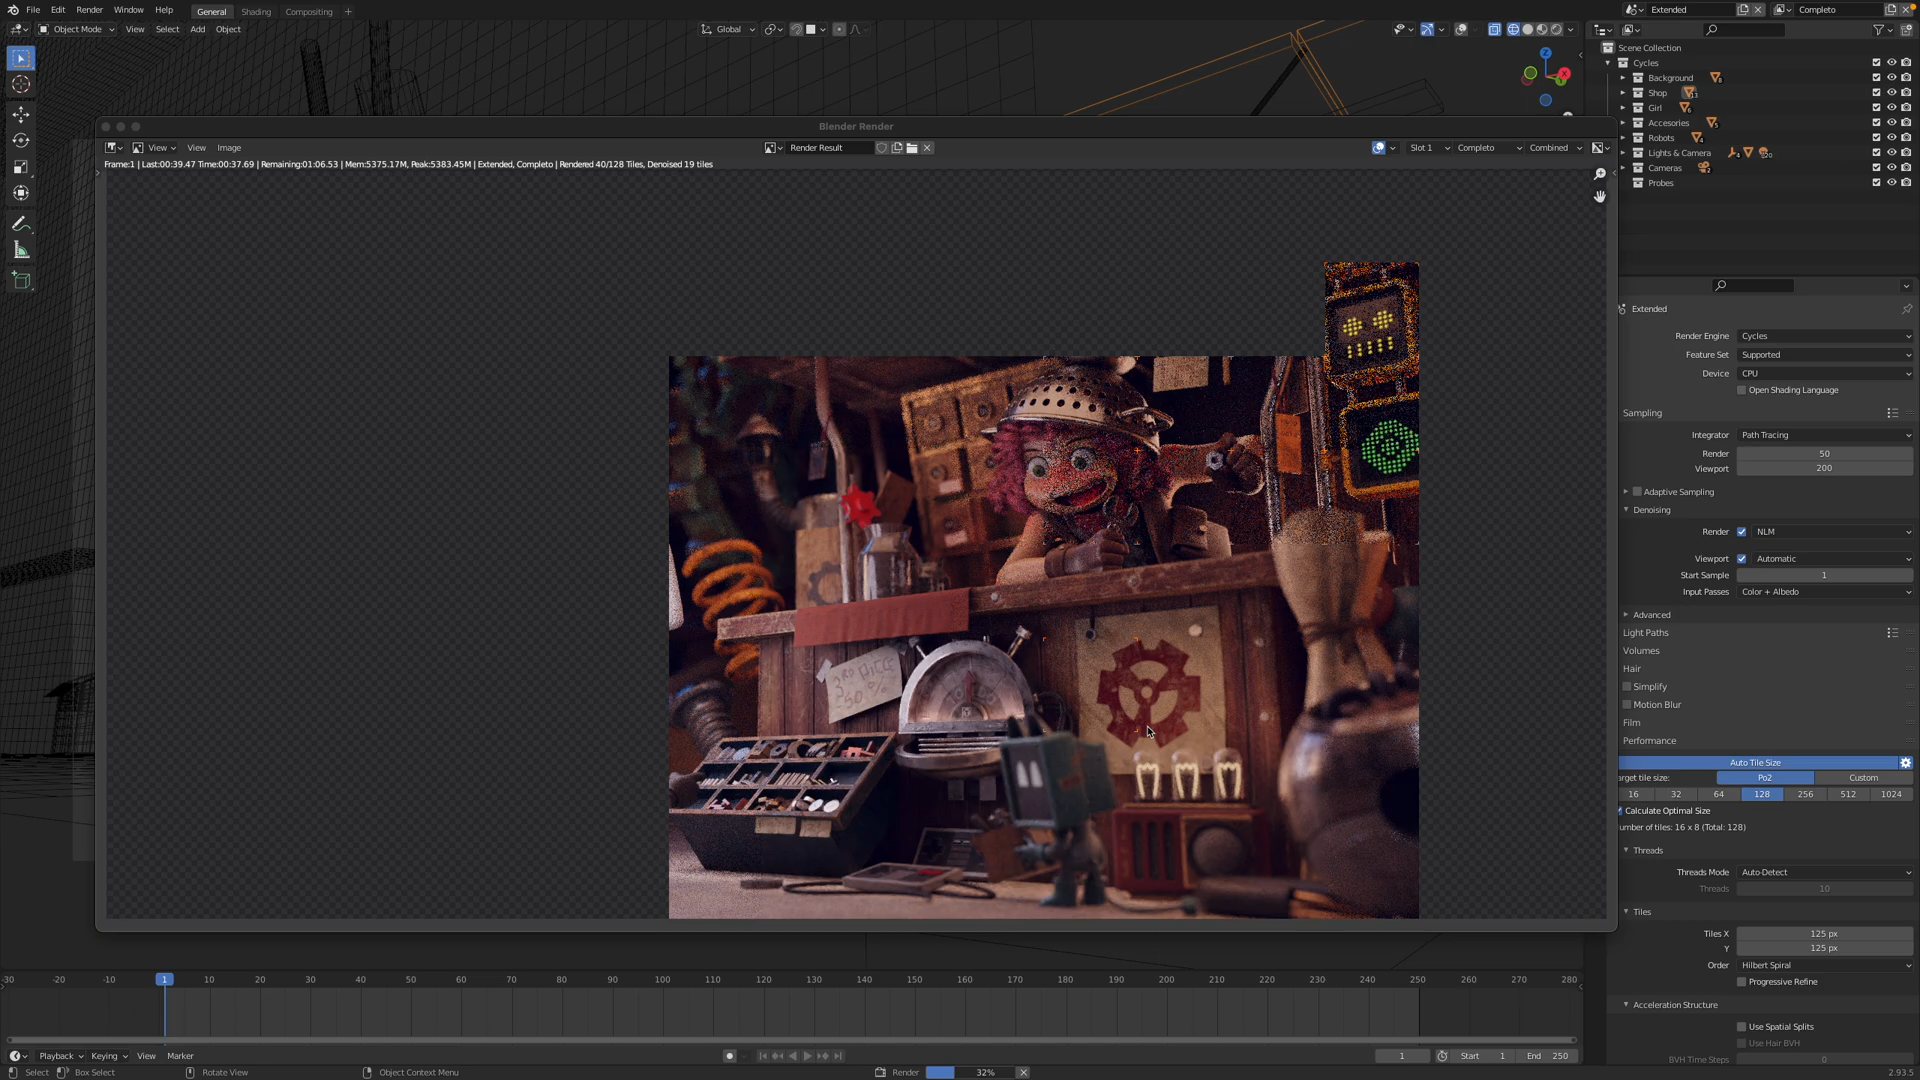 File Edit Render Window Help General Shading Compositing + Extended Completo
Object Mode View Select Add Object Global
Scene Collection
Cycles
Background
Shop
Girl
Accesories
Robots
Lights & Camera
Cameras
Probes
Blender Render
View View Image Render Result Slot 1 Completo Combined
Frame:1 | Last:00:39.47 Time:00:37.69 | Remaining:01:06.53 | Mem:5375.17M, Peak:5383.45M | Extended, Completo | Rendered 40/128 Tiles, Denoised 19 tiles
Extended
Render Engine Cycles
Feature Set Supported
Device CPU
Open Shading Language
Sampling
Integrator Path Tracing
Render 50
Viewport 200
Adaptive Sampling
Denoising
Render NLM
Viewport Automatic
Start Sample 1
Input Passes Color + Albedo
Advanced
Light Paths
Volumes
Hair
Simplify
Motion Blur
Film
Performance
Auto Tile Size
arget tile size: Po2 Custom
16 32 64 128 256 512 1024
Calculate Optimal Size
umber of tiles: 16 x 8 (Total: 128)
Threads
Threads Mode Auto-Detect
Threads 10
Tiles
Tiles X 125 px
Y 125 px
Order Hilbert Spiral
Progressive Refine
Acceleration Structure
Use Spatial Splits
Use Hair BVH
BVH Time Steps 0
-30 -20 -10 1 10 20 30 40 50 60 70 80 90 100 110 120 130 140 150 160 170 180 190 200 210 220 230 240 250 260 270 280
Playback Keying View Marker 1 Start 1 End 250
Select Box Select Rotate View Object Context Menu Render 32% 2.93.5